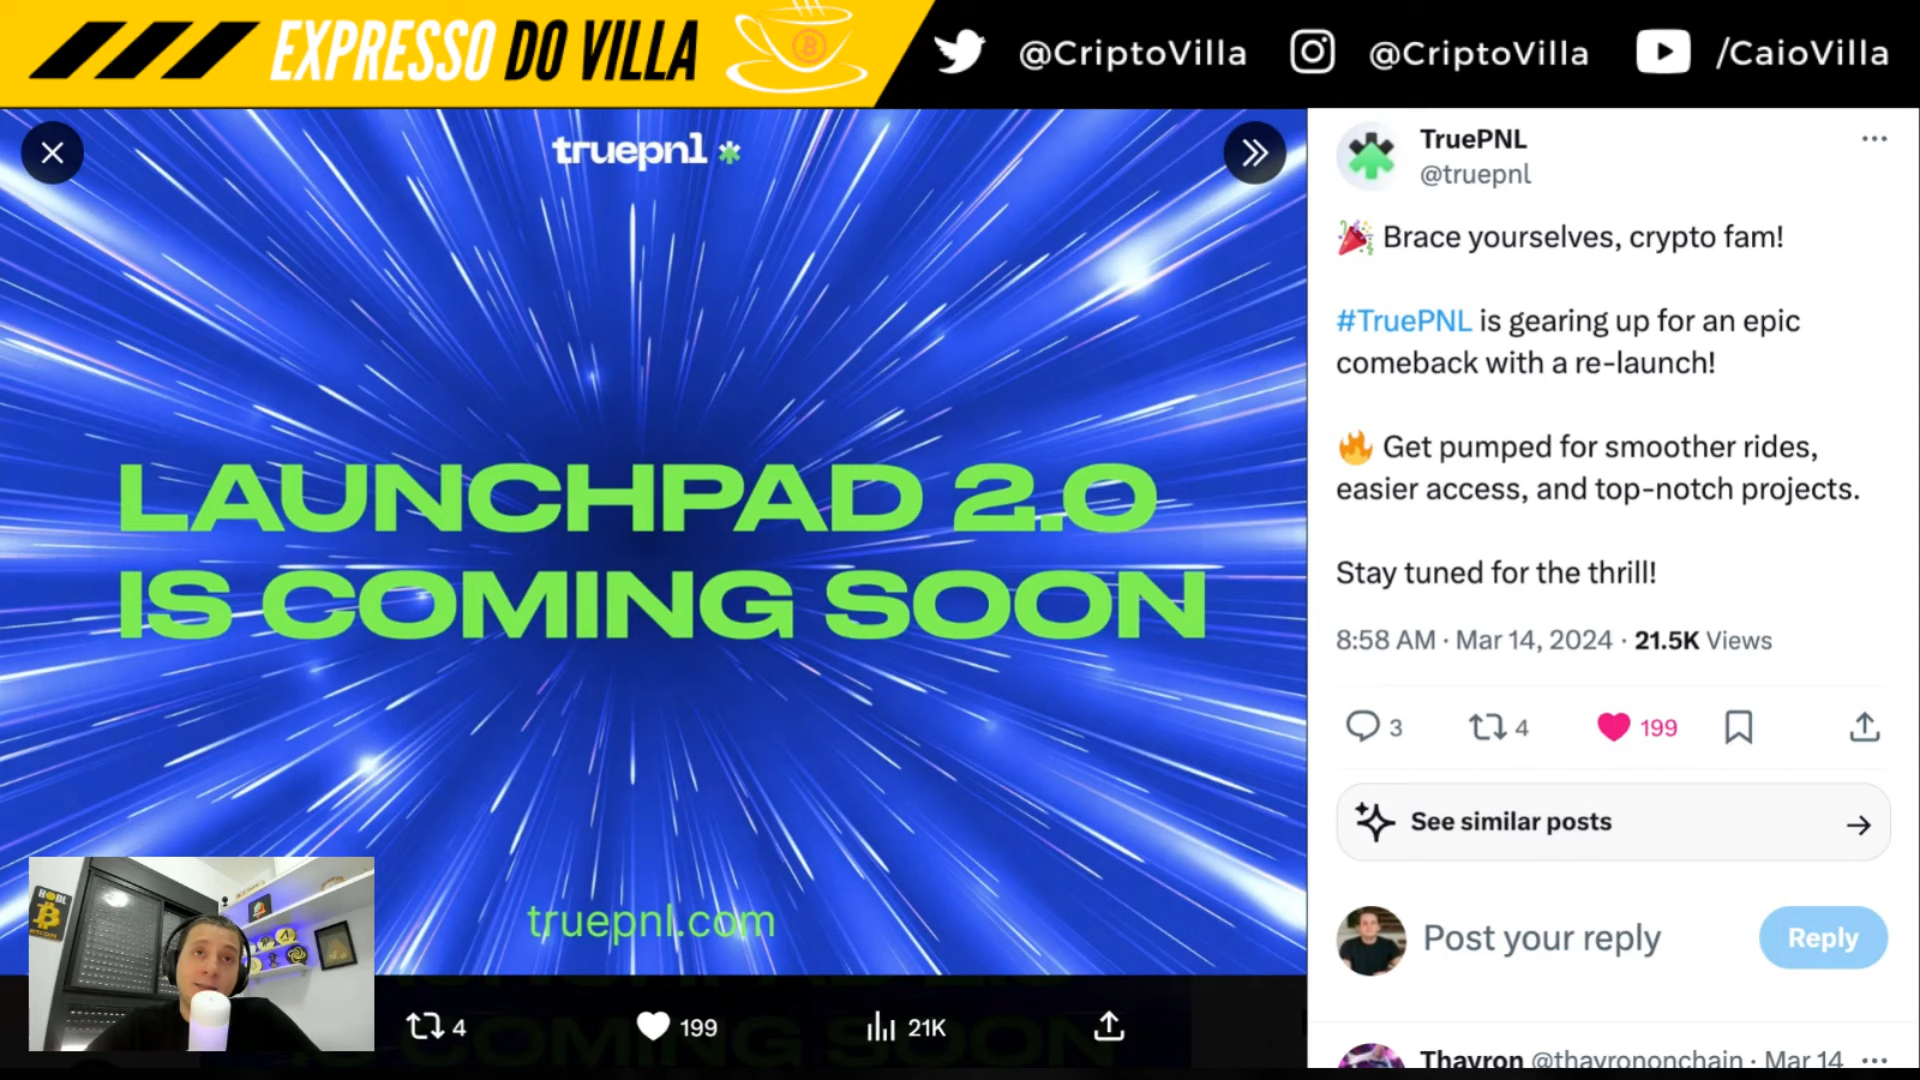 EXPRESSO DO VILLA
@CriptoVilla
@CriptoVilla
/CaioVilla
truepnl
LAUNCHPAD 2.0
IS COMING SOON
truepnl.com
HODL
BITCOIN
4
199
21K
TruePNL
@truepnl
Brace yourselves, crypto fam!
#TruePNL is gearing up for an epic
comeback with a re-launch!
Get pumped for smoother rides,
easier access, and top-notch projects.
Stay tuned for the thrill!
8:58 AM · Mar 14, 2024 · 21.5K Views
3
4
199
See similar posts
Post your reply
Reply
Thayron @thayrononchain · Mar 14